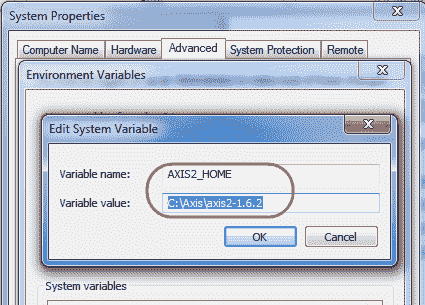 System Properties
Computer Name Hardware Advanced System Protection Remote
Environment Variables
Edit System Variable
Variable name: AXIS2_HOME
Variable value: C:\Axis\axis2-1.6.2
OK Cancel
System variables